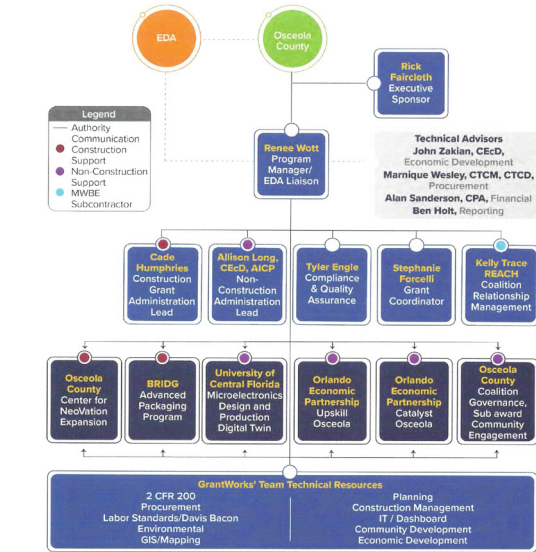 EDA
Osceola
County
Rick
Faircloth
Executive
Sponsor
Legend
Authority
Communication
Construction
Support
Non-Construction
Support
MWBE
Subcontractor
Renee Wott
Program
Manager/
EDA Liaison
Technical Advisors
John Zakian, CEcD,
Economic Development
Marnique Wesley, CTCM, CTCD,
Procurement
Alan Sanderson, CPA, Financial
Ben Holt, Reporting
Cade
Humphries
Construction
Grant
Administration
Lead
Allison Long,
CEcD, AICP
Non-
Construction
Administration
Lead
Tyler Engle
Compliance
& Quality
Assurance
Stephanie
Forcelli
Grant
Coordinator
Kelly Trace
REACH
Coalition
Relationship
Management
Osceola
County
Center for
NeoVation
Expansion
BRIDG
Advanced
Packaging
Program
University of
Central Florida
Microelectronics
Design and
Production
Digital Twin
Orlando
Economic
Partnership
Upskill
Osceola
Orlando
Economic
Partnership
Catalyst
Osceola
Osceola
County
Coalition
Governance,
Sub award
Community
Engagement
GrantWorks' Team Technical Resources
2 CFR 200
Procurement
Labor Standards/Davis Bacon
Environmental
GIS/Mapping
Planning
Construction Management
IT / Dashboard
Community Development
Economic Development